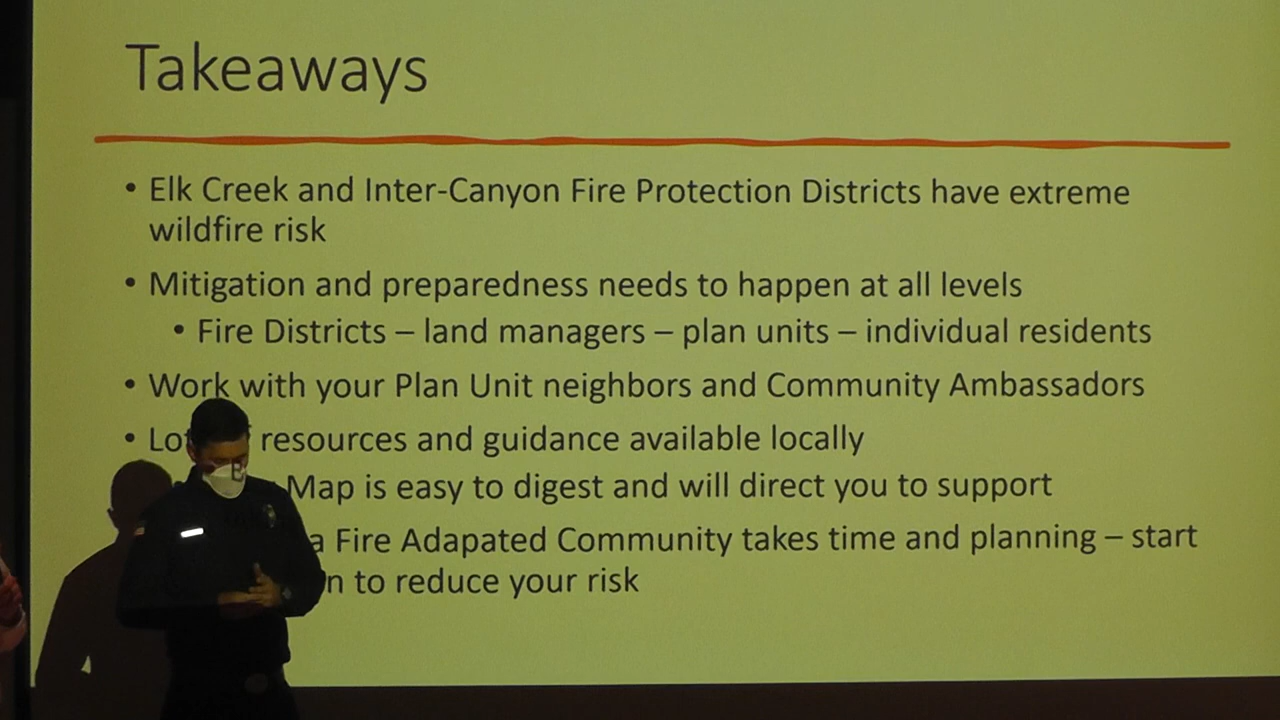 Takeaways
• Elk Creek and Inter-Canyon Fire Protection Districts have extreme
wildfire risk
• Mitigation and preparedness needs to happen at all levels
• Fire Districts – land managers – plan units – individual residents
• Work with your Plan Unit neighbors and Community Ambassadors
• resources and guidance available locally
Map is easy to digest and will direct you to support
a Fire Adapated Community takes time and planning – start
to reduce your risk